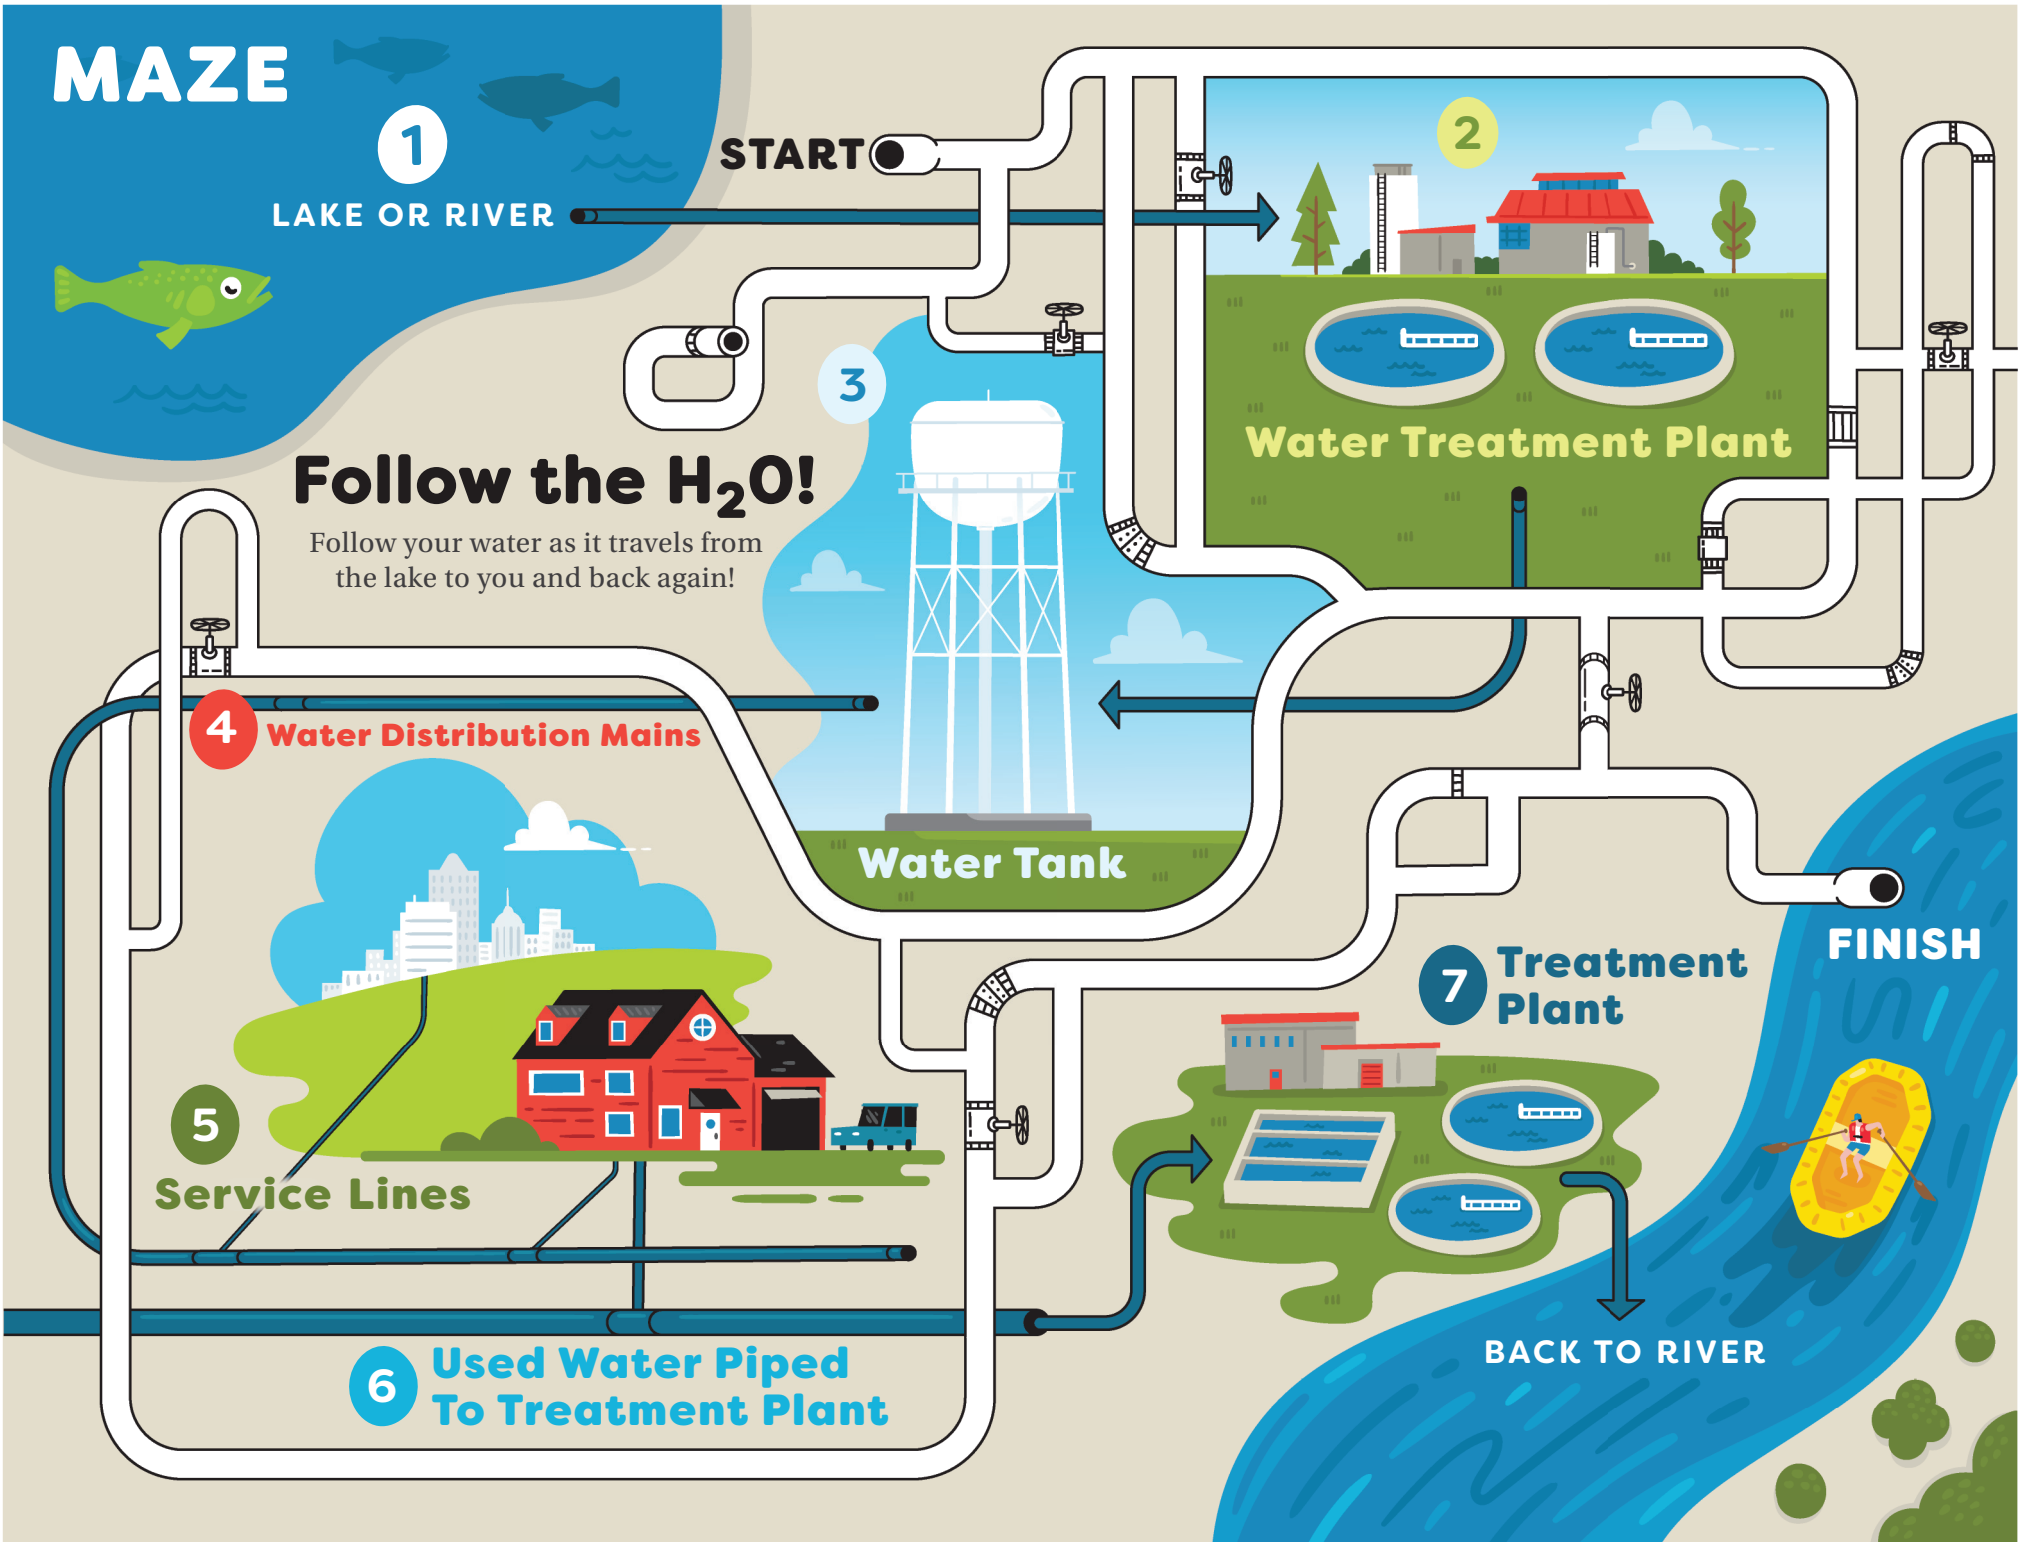 MAZE
1
LAKE OR RIVER
START
2
Water Treatment Plant
3
Water Tank
Follow the H₂O!
Follow your water as it travels from
the lake to you and back again!
4
Water Distribution Mains
5
Service Lines
6
Used Water Piped
To Treatment Plant
7
Treatment
Plant
FINISH
BACK TO RIVER